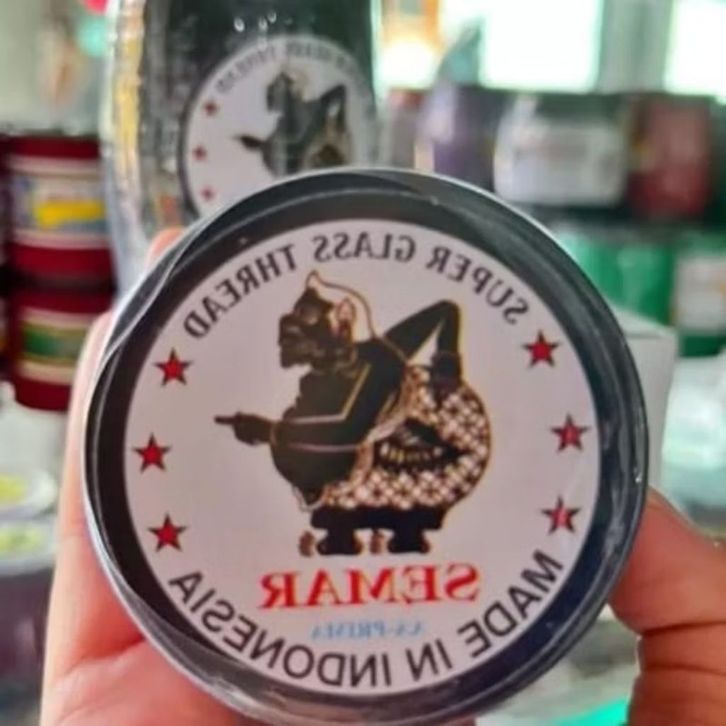 SUPER GLASS THREAD
SEMAR
MADE IN INDONESIA